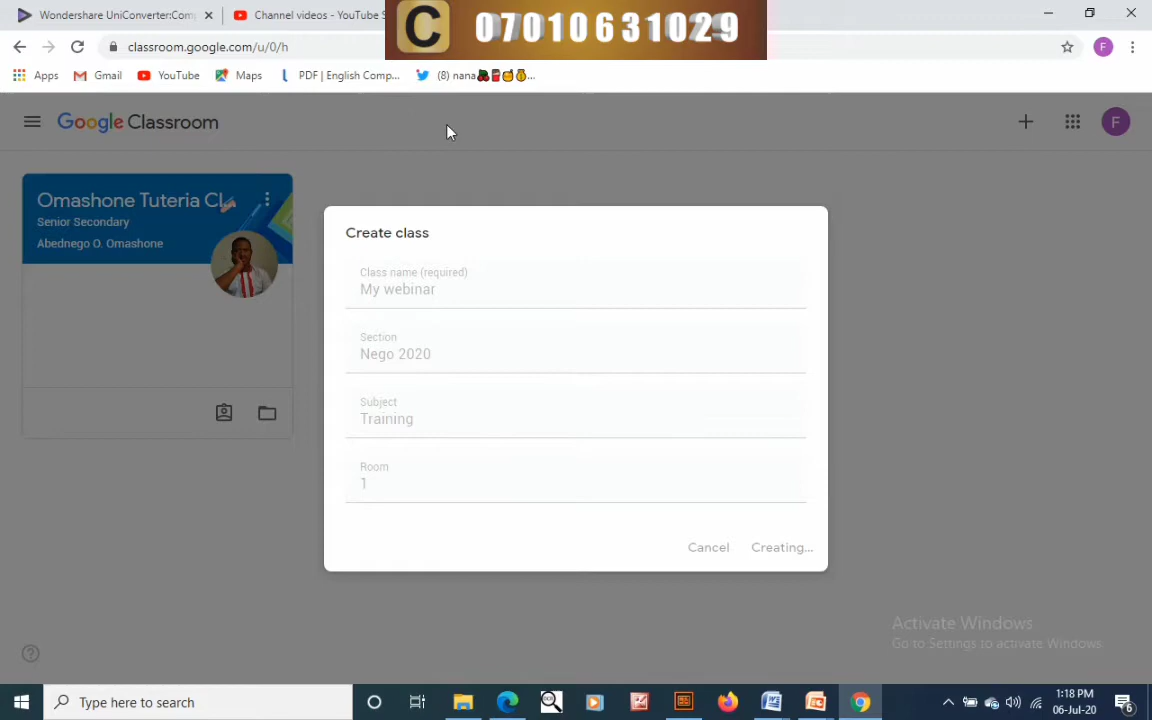 Wondershare UniConverter:Com
Channel videos - YouTube S
C 07010631029
classroom.google.com/u/0/h
F
Apps
Gmail
YouTube
Maps
PDF | English Comp...
(8) nana🍒🥤🍯💰...
Google Classroom
F
Omashone Tuteria Cl...
Senior Secondary
Abednego O. Omashone
Create class
Class name (required)
My webinar
Section
Nego 2020
Subject
Training
Room
1
Cancel
Creating...
Activate Windows
Go to Settings to activate Windows.
Type here to search
1:18 PM
06-Jul-20
6